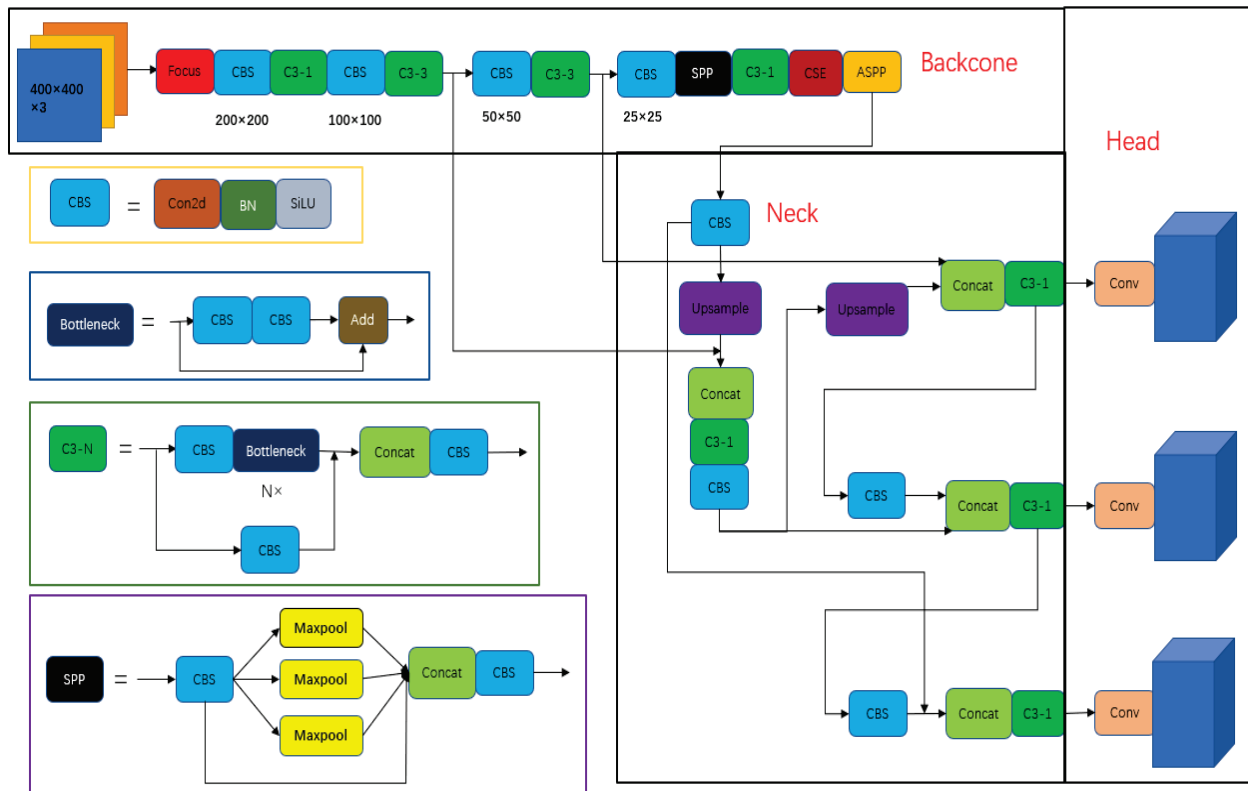 400×400
×3
Focus
CBS
C3-1
CBS
C3-3
CBS
C3-3
CBS
SPP
C3-1
CSE
ASPP
Backcone
200×200
100×100
50×50
25×25
Head
CBS
=
Con2d
BN
SiLU
Neck
CBS
Bottleneck
=
CBS
CBS
Add
Upsample
Upsample
Concat
C3-1
Conv
Concat
C3-1
CBS
C3-N
=
CBS
Bottleneck
N×
Concat
CBS
CBS
CBS
Concat
C3-1
Conv
SPP
=
CBS
Maxpool
Maxpool
Maxpool
Concat
CBS
CBS
Concat
C3-1
Conv